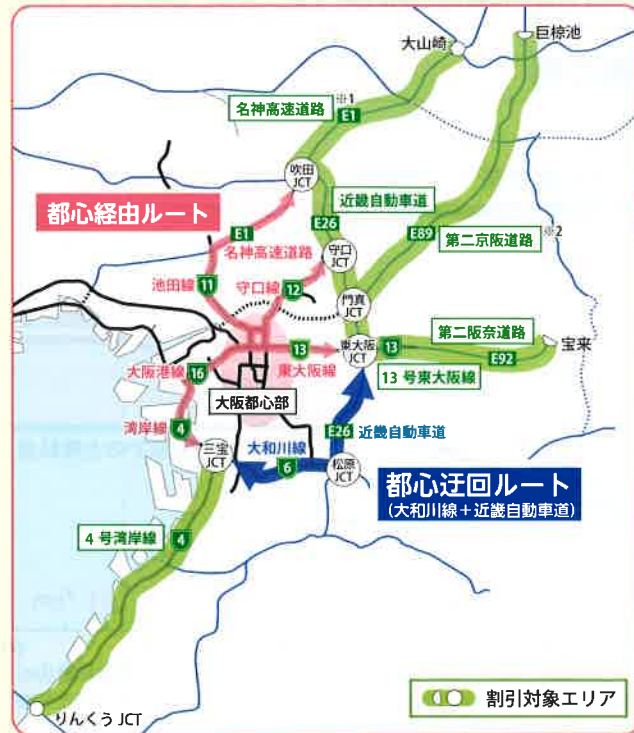 大山崎
巨椋池
名神高速道路
※1
E1
吹田
JCT
近畿自動車道
都心経由ルート
E1
E26
名神高速道路
守口
JCT
E89
第二京阪道路
※2
池田線
11
守口線
12
門真
JCT
第二阪奈道路
宝来
大阪港線
16
13
東大阪線
東大阪
JCT
13
E92
13号東大阪線
大阪都心部
湾岸線
4
三宝
JCT
大和川線
6
E26
近畿自動車道
松原
JCT
都心迂回ルート
(大和川線+近畿自動車道)
4号湾岸線
4
りんくうJCT
割引対象エリア